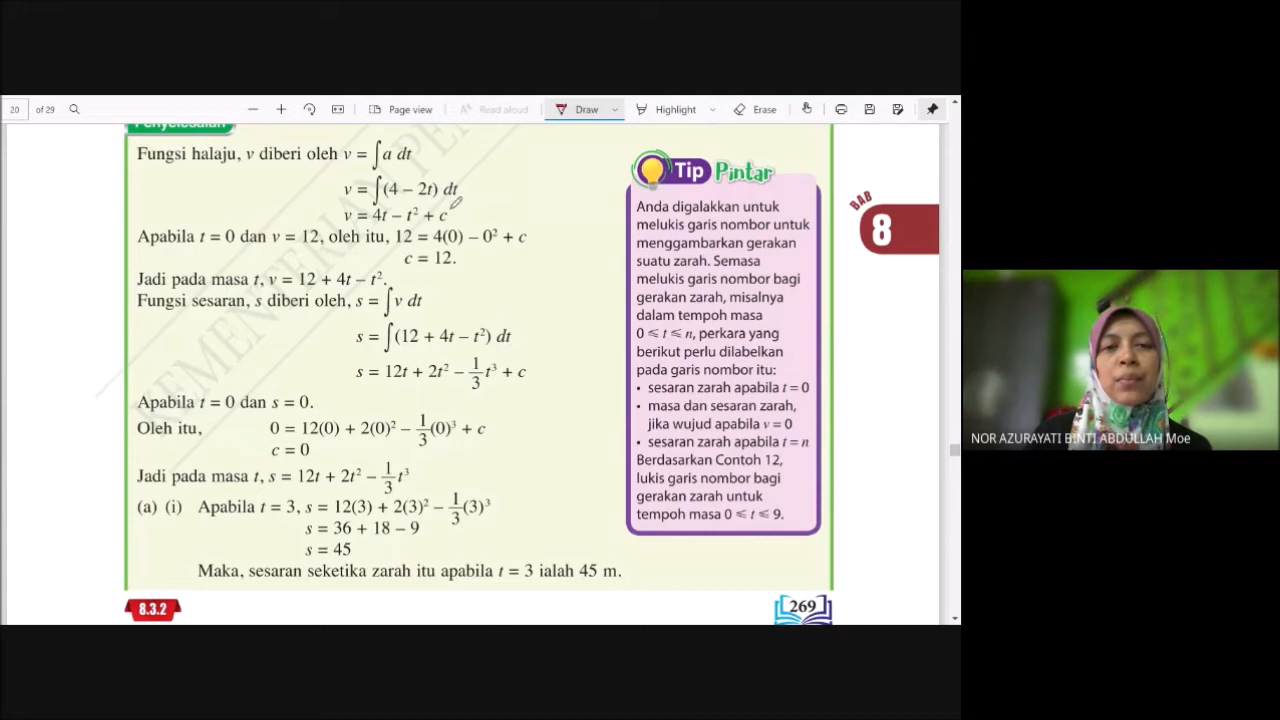 20 of 29
Page view
Read aloud
Draw
Highlight
Erase
Penyelesaian
Fungsi halaju, v diberi oleh v = ∫a dt
v = ∫(4 – 2t) dt
v = 4t – t² + c
Apabila t = 0 dan v = 12, oleh itu, 12 = 4(0) – 0² + c
c = 12.
Jadi pada masa t, v = 12 + 4t – t².
Fungsi sesaran, s diberi oleh, s = ∫v dt
s = ∫(12 + 4t – t²) dt
s = 12t + 2t² – 1/3 t³ + c
Apabila t = 0 dan s = 0.
Oleh itu, 0 = 12(0) + 2(0)² – 1/3 (0)³ + c
c = 0
Jadi pada masa t, s = 12t + 2t² – 1/3 t³
(a) (i) Apabila t = 3, s = 12(3) + 2(3)² – 1/3 (3)³
s = 36 + 18 – 9
s = 45
Maka, sesaran seketika zarah itu apabila t = 3 ialah 45 m.
8.3.2
Tip Pintar
Anda digalakkan untuk
melukis garis nombor untuk
menggambarkan gerakan
suatu zarah. Semasa
melukis garis nombor bagi
gerakan zarah, misalnya
dalam tempoh masa
0 ⩽ t ⩽ n, perkara yang
berikut perlu dilabelkan
pada garis nombor itu:
• sesaran zarah apabila t = 0
• masa dan sesaran zarah,
jika wujud apabila v = 0
• sesaran zarah apabila t = n
Berdasarkan Contoh 12,
lukis garis nombor bagi
gerakan zarah untuk
tempoh masa 0 ⩽ t ⩽ 9.
BAB
8
269
KEMENTERIAN PE
NOR AZURAYATI BINTI ABDULLAH Moe